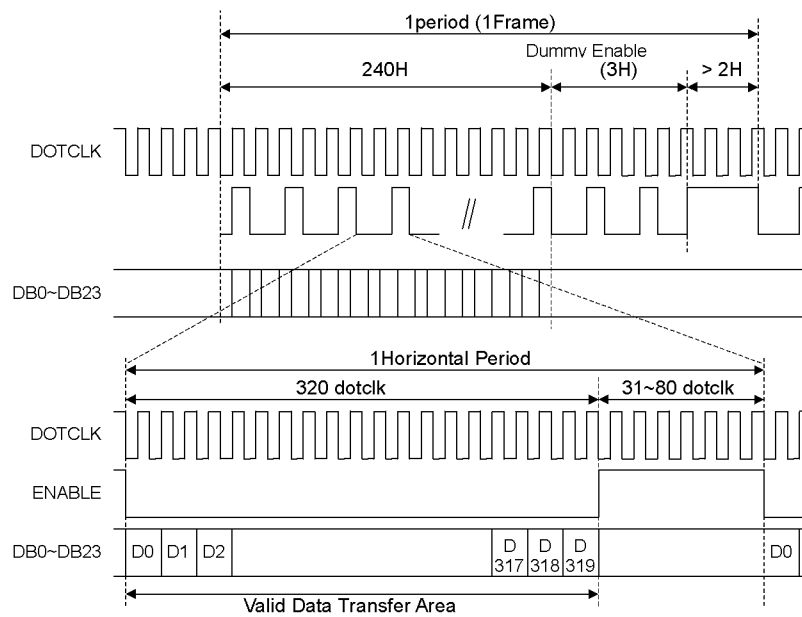 1period (1Frame)
Dummv Enable
240H
(3H)
> 2H
DOTCLK
//
DB0~DB23
1Horizontal Period
320 dotclk
31~80 dotclk
DOTCLK
ENABLE
DB0~DB23
D0
D1
D2
D
317
D
318
D
319
D0
Valid Data Transfer Area